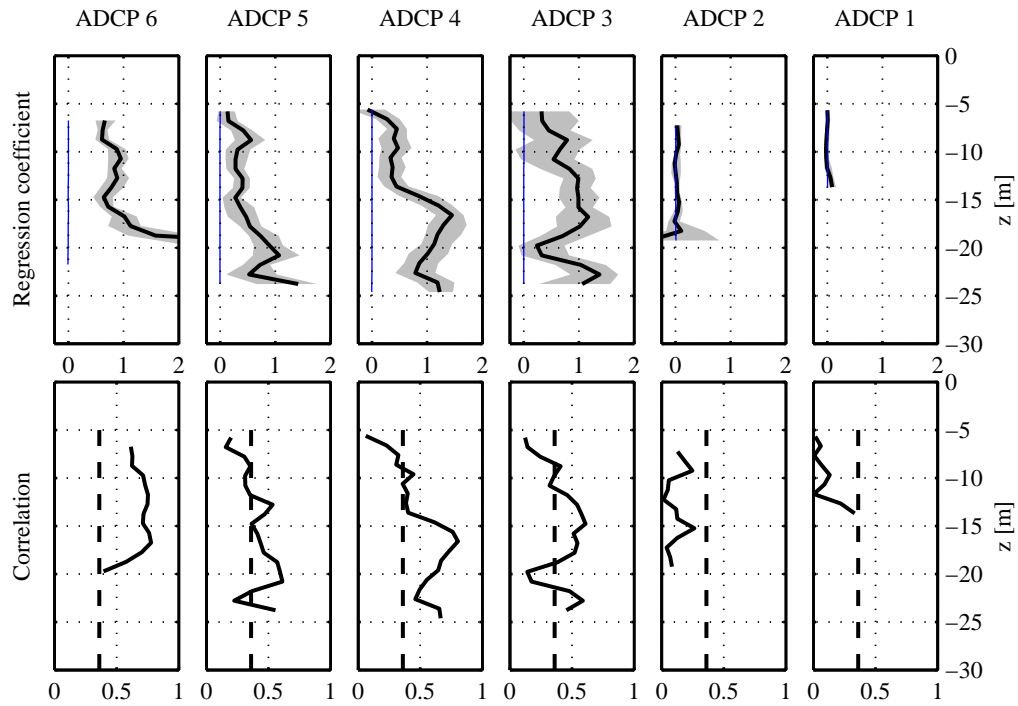 ADCP 6 ADCP 5 ADCP 4 ADCP 3 ADCP 2 ADCP 1
Regression coefficient
0
−5
−10
−15
−20
−25
−30
z [m]
0 1 2 0 1 2 0 1 2 0 1 2 0 1 2 0 1 2
Correlation
0
−5
−10
−15
−20
−25
−30
z [m]
0 0.5 1 0 0.5 1 0 0.5 1 0 0.5 1 0 0.5 1 0 0.5 1